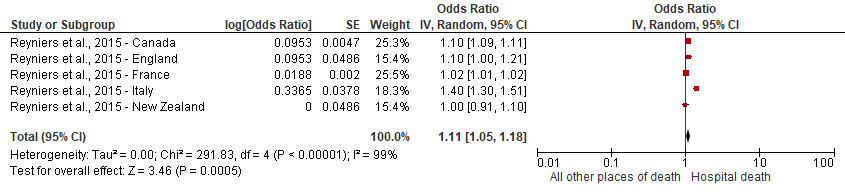 Odds Ratio Odds Ratio
Study or Subgroup log[Odds Ratio] SE Weight IV, Random, 95% CI IV, Random, 95% CI
Reyniers et al., 2015 - Canada 0.0953 0.0047 25.3% 1.10 [1.09, 1.11]
Reyniers et al., 2015 - England 0.0953 0.0486 15.4% 1.10 [1.00, 1.21]
Reyniers et al., 2015 - France 0.0188 0.002 25.5% 1.02 [1.01, 1.02]
Reyniers et al., 2015 - Italy 0.3365 0.0378 18.3% 1.40 [1.30, 1.51]
Reyniers et al., 2015 - New Zealand 0 0.0486 15.4% 1.00 [0.91, 1.10]
Total (95% CI) 100.0% 1.11 [1.05, 1.18]
Heterogeneity: Tau² = 0.00; Chi² = 291.83, df = 4 (P < 0.00001); I² = 99%
Test for overall effect: Z = 3.46 (P = 0.0005)
0.01 0.1 1 10 100
All other places of death Hospital death